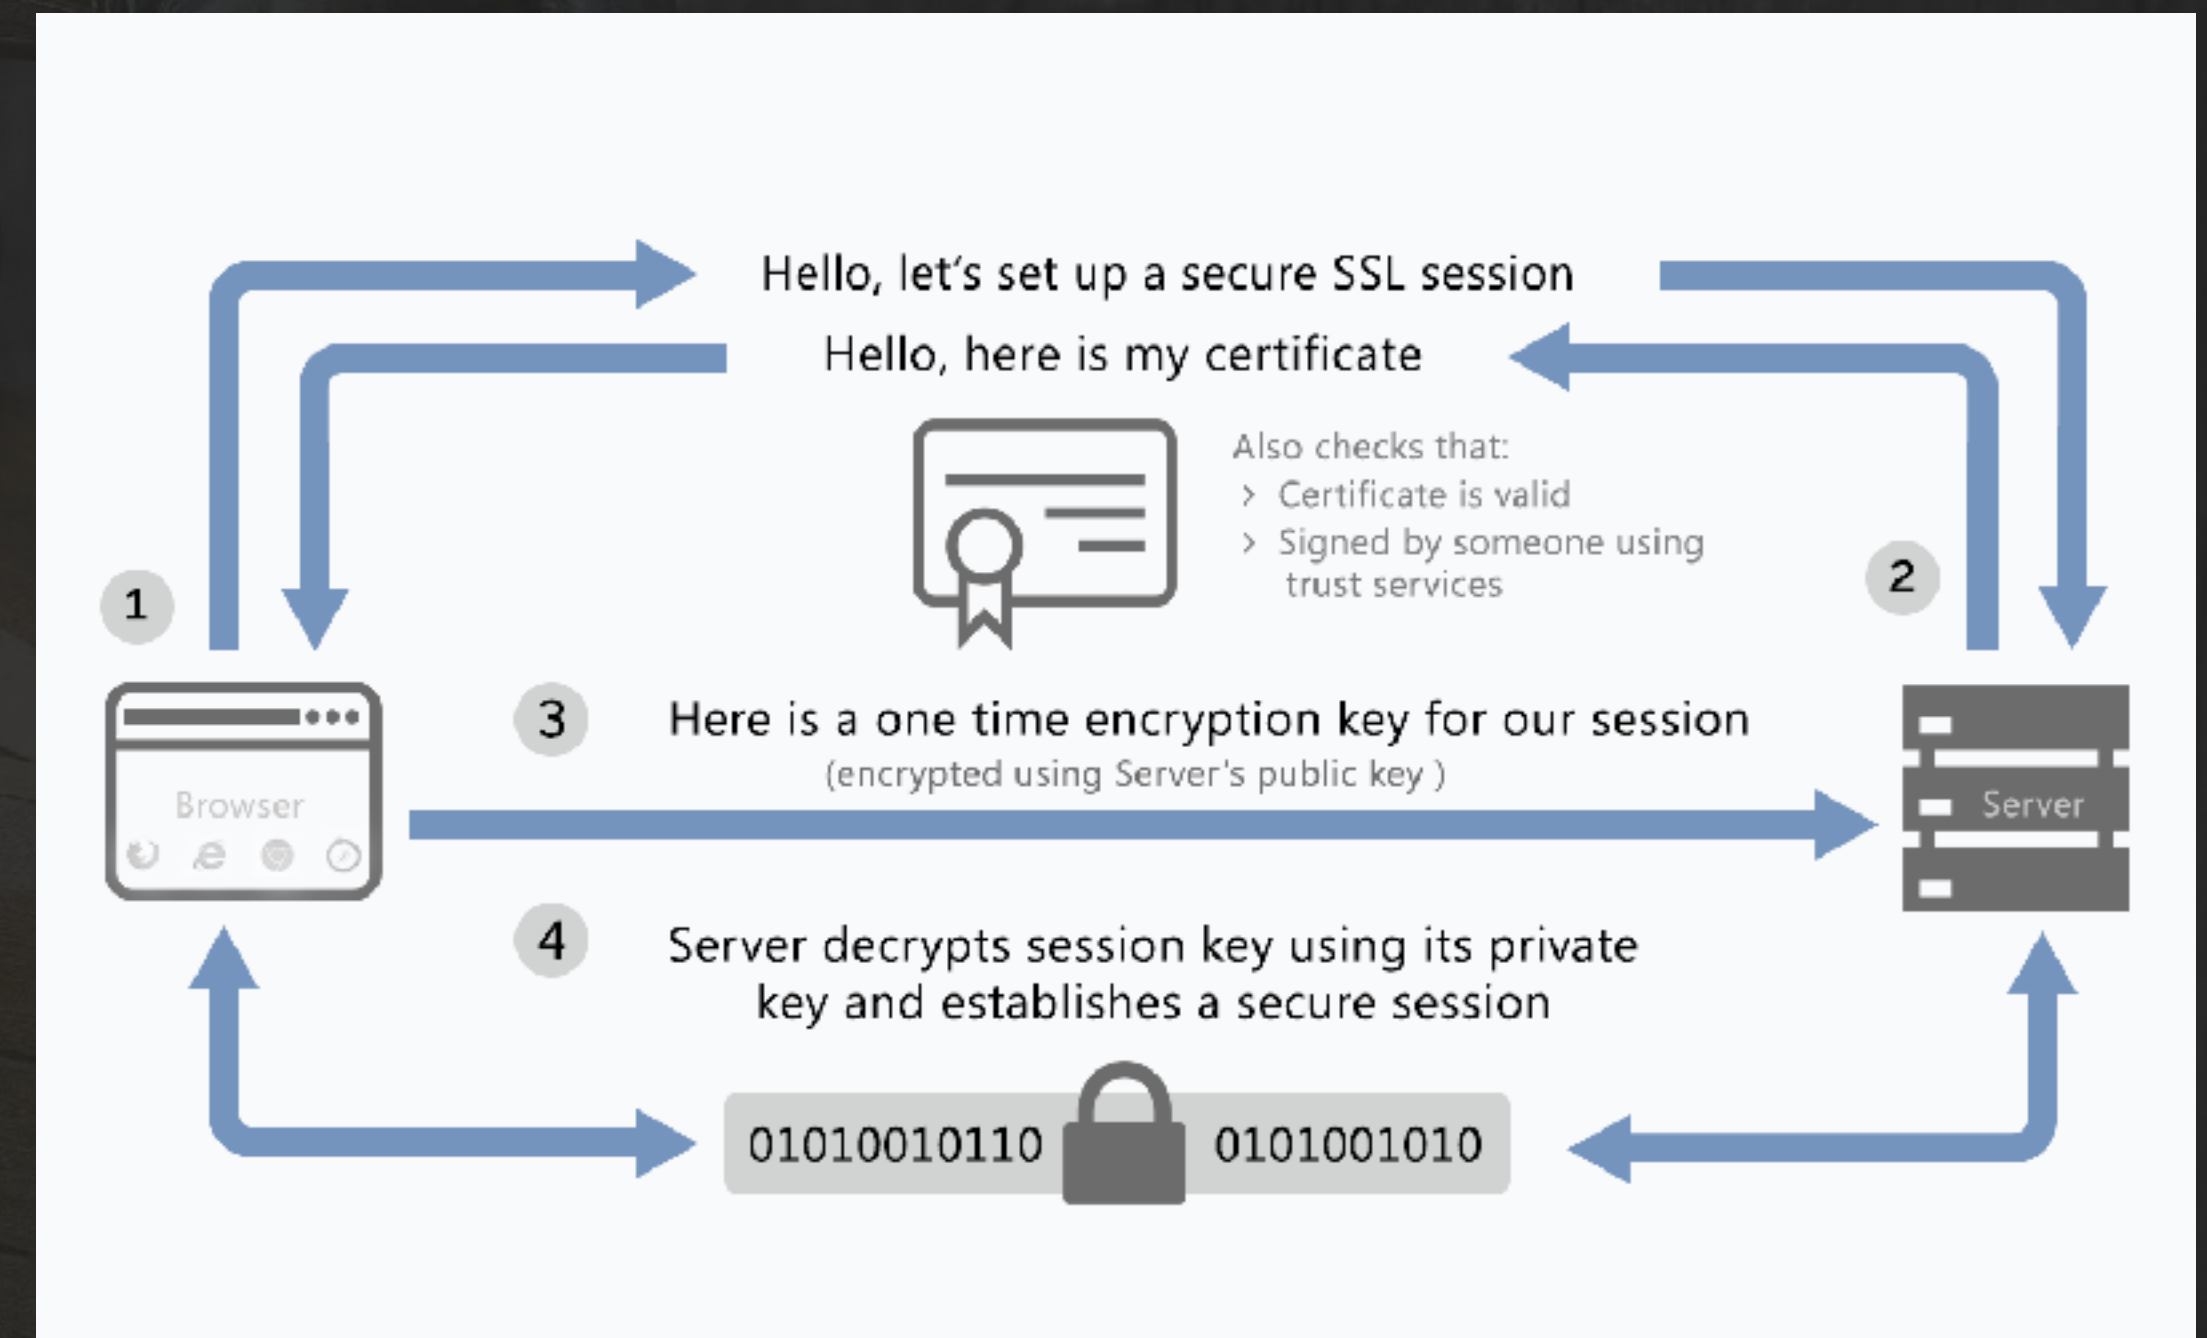 Hello, let's set up a secure SSL session
Hello, here is my certificate
Also checks that:
> Certificate is valid
> Signed by someone using
trust services
1
2
3
Here is a one time encryption key for our session
(encrypted using Server's public key )
Browser
Server
4
Server decrypts session key using its private
key and establishes a secure session
01010010110
0101001010